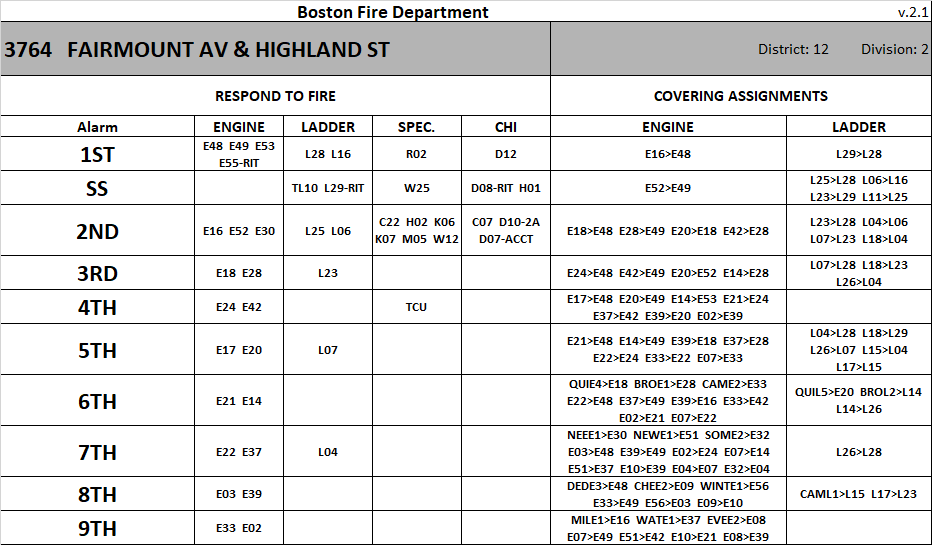 Boston Fire Department v.2.1
3764 FAIRMOUNT AV & HIGHLAND ST District: 12 Division: 2
RESPOND TO FIRE COVERING ASSIGNMENTS
Alarm ENGINE LADDER SPEC. CHI ENGINE LADDER
1ST
E48 E49 E53
E55-RIT
L28 L16
R02
D12
E16>E48
L29>L28
SS
TL10 L29-RIT
W25
D08-RIT H01
E52>E49
L25>L28 L06>L16
L23>L29 L11>L25
2ND
E16 E52 E30
L25 L06
C22 H02 K06
K07 M05 W12
C07 D10-2A
D07-ACCT
E18>E48 E28>E49 E20>E18 E42>E28
L23>L28 L04>L06
L07>L23 L18>L04
3RD
E18 E28
L23
E24>E48 E42>E49 E20>E52 E14>E28
L07>L28 L18>L23
L26>L04
4TH
E24 E42
TCU
E17>E48 E20>E49 E14>E53 E21>E24
E37>E42 E39>E20 E02>E39
5TH
E17 E20
L07
E21>E48 E14>E49 E39>E18 E37>E28
E22>E24 E33>E22 E07>E33
L04>L28 L18>L29
L26>L07 L15>L04
L17>L15
6TH
E21 E14
QUIE4>E18 BROE1>E28 CAME2>E33
E22>E48 E37>E49 E39>E16 E33>E42
E02>E21 E07>E22
QUIL5>E20 BROL2>L14
L14>L26
7TH
E22 E37
L04
NEEE1>E30 NEWE1>E51 SOME2>E32
E03>E48 E39>E49 E02>E24 E07>E14
E51>E37 E10>E39 E04>E07 E32>E04
L26>L28
8TH
E03 E39
DEDE3>E48 CHEE2>E09 WINTE1>E56
E33>E49 E56>E03 E09>E10
CAML1>L15 L17>L23
9TH
E33 E02
MILE1>E16 WATE1>E37 EVEE2>E08
E07>E49 E51>E42 E10>E21 E08>E39